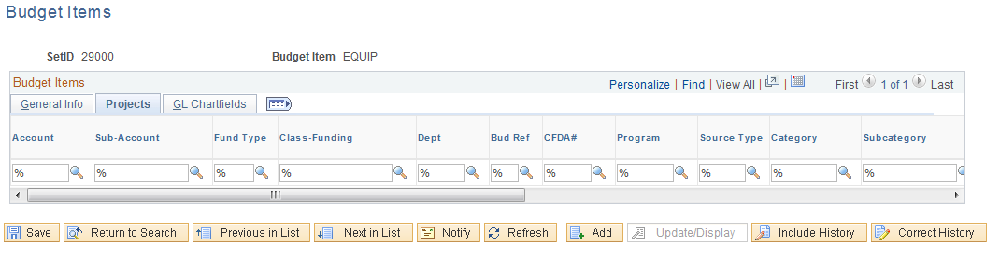 Budget Items
SetID 29000 Budget Item EQUIP
Budget Items Personalize | Find | View All | | First 1 of 1 Last
General Info Projects GL Chartfields
Account Sub-Account Fund Type Class-Funding Dept Bud Ref CFDA# Program Source Type Category Subcategory
% % % % % % % % % % %
Save Return to Search Previous in List Next in List Notify Refresh Add Update/Display Include History Correct History